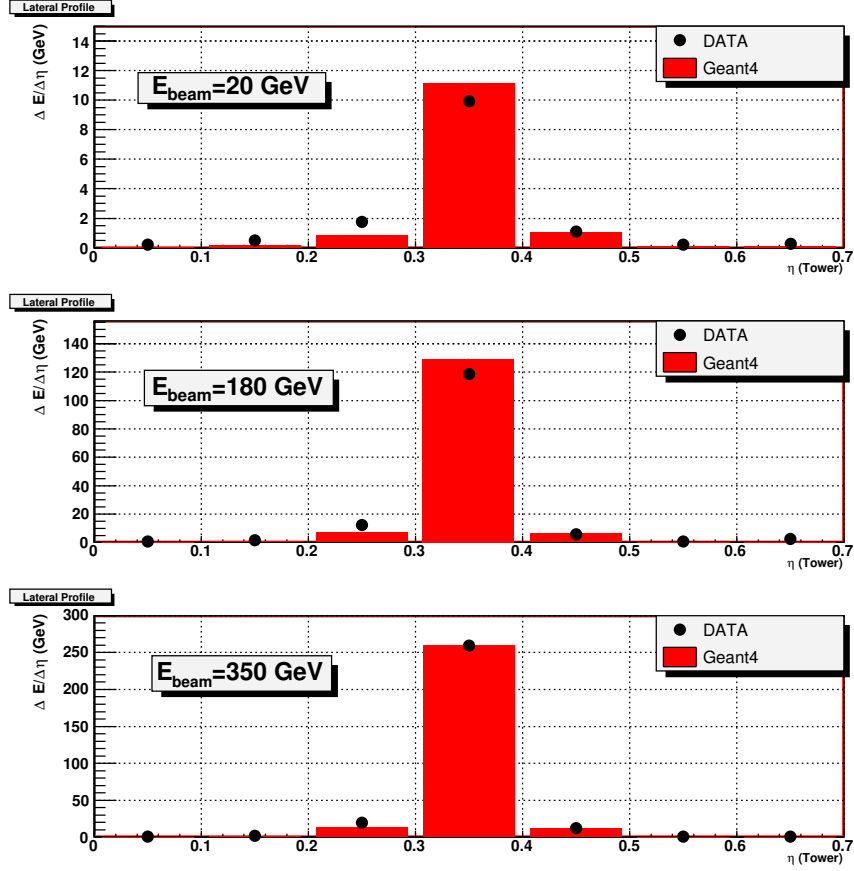 Lateral Profile
Δ E/Δη (GeV)
14
12
10
8
6
4
2
0
E_beam=20 GeV
DATA
Geant4
0 0.1 0.2 0.3 0.4 0.5 0.6 0.7
η (Tower)
Lateral Profile
Δ E/Δη (GeV)
140
120
100
80
60
40
20
0
E_beam=180 GeV
DATA
Geant4
0 0.1 0.2 0.3 0.4 0.5 0.6 0.7
η (Tower)
Lateral Profile
Δ E/Δη (GeV)
300
250
200
150
100
50
0
E_beam=350 GeV
DATA
Geant4
0 0.1 0.2 0.3 0.4 0.5 0.6 0.7
η (Tower)